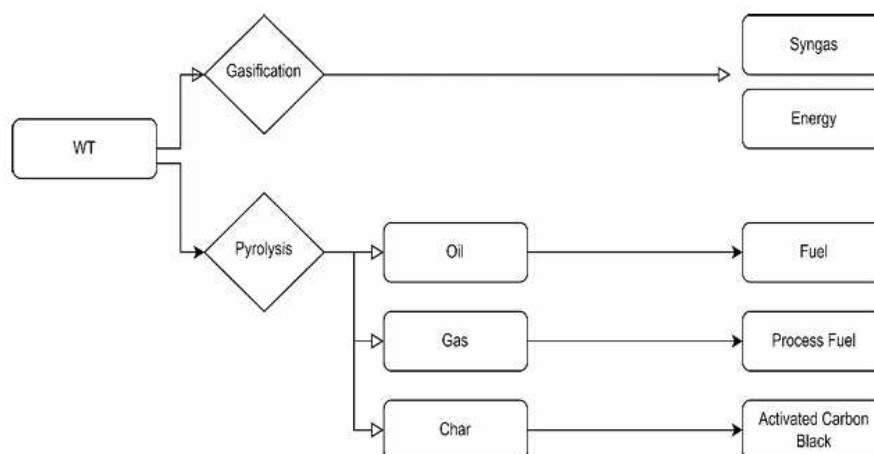 Syngas
Gasification
Energy
WT
Pyrolysis
Oil
Fuel
Gas
Process Fuel
Char
Activated Carbon
Black